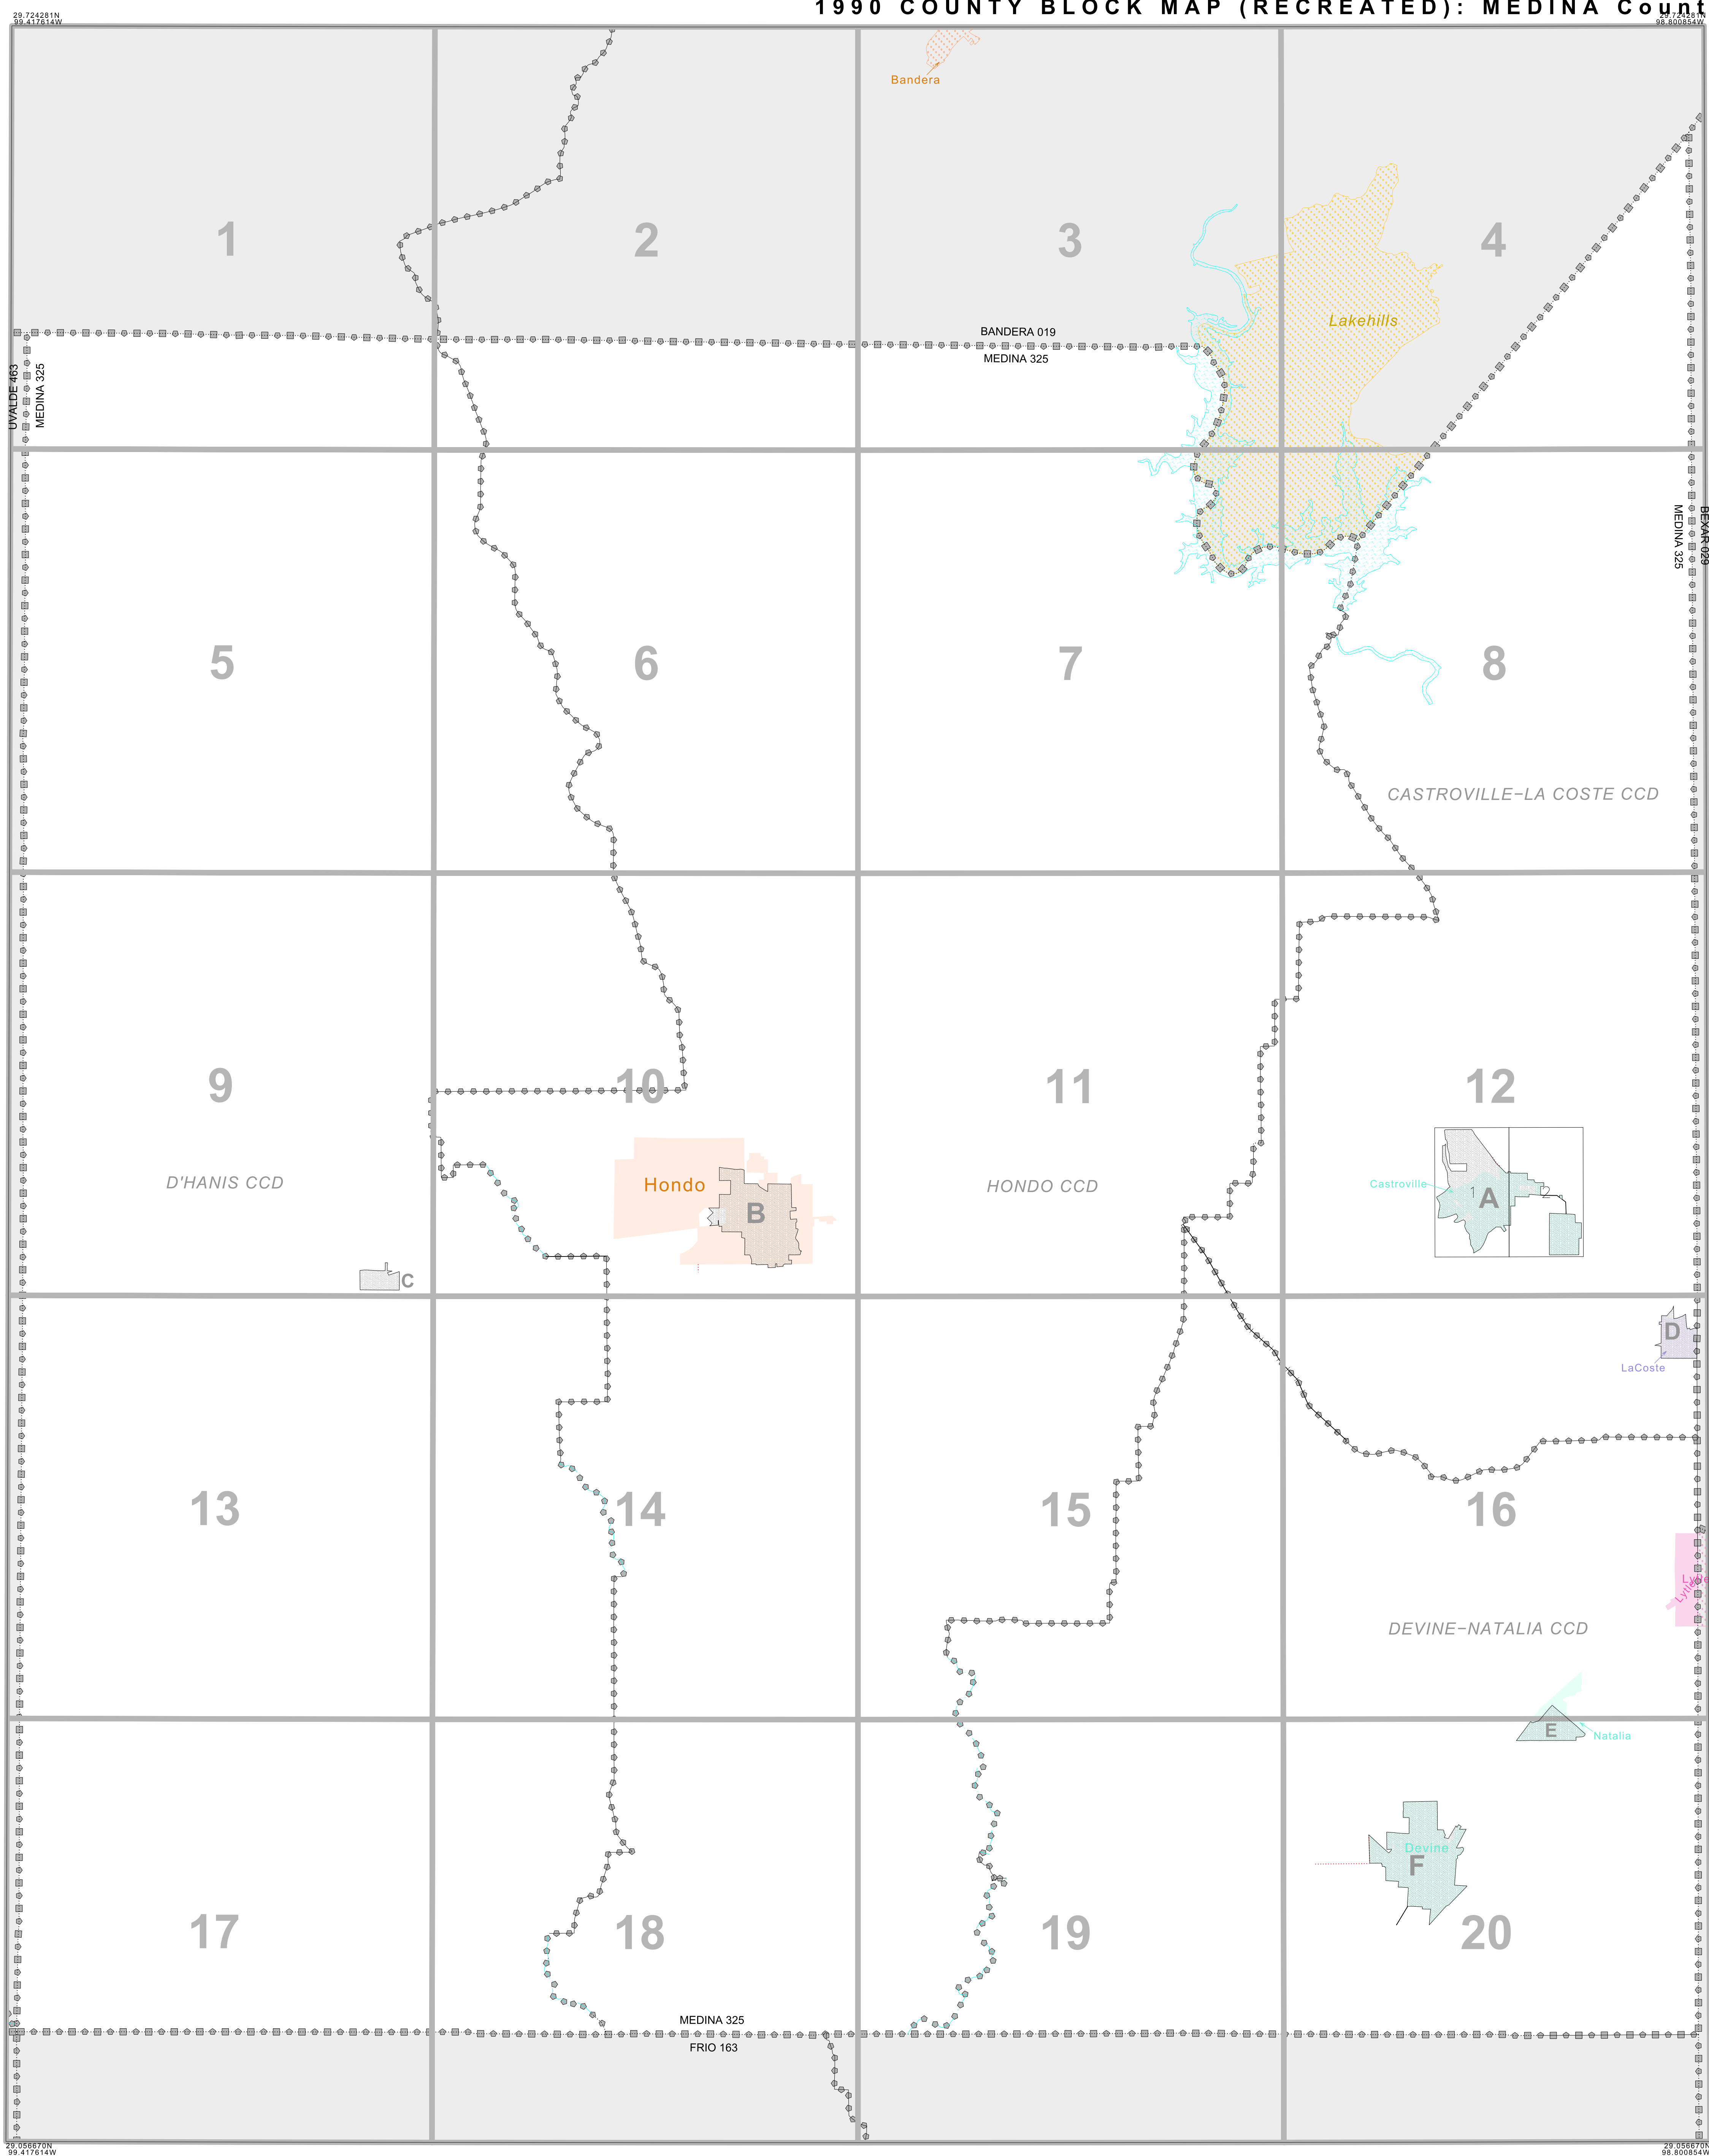 1990 COUNTY BLOCK MAP (RECREATED): MEDINA Count
29.724281N
99.417614W
29.724281N
98.800854W
Bandera
1
2
3
4
Lakehills
BANDERA 019
MEDINA 325
UVALDE 463
MEDINA 325
MEDINA 325
BEXAR 029
5
6
7
8
CASTROVILLE-LA COSTE CCD
9
10
11
12
D'HANIS CCD
Hondo
B
HONDO CCD
Castroville
1
A
2
C
D
LaCoste
13
14
15
16
Lytle
Lytle
DEVINE-NATALIA CCD
E
Natalia
Devine
F
17
18
19
20
MEDINA 325
FRIO 163
29.056670N
99.417614W
29.056670N
98.800854W